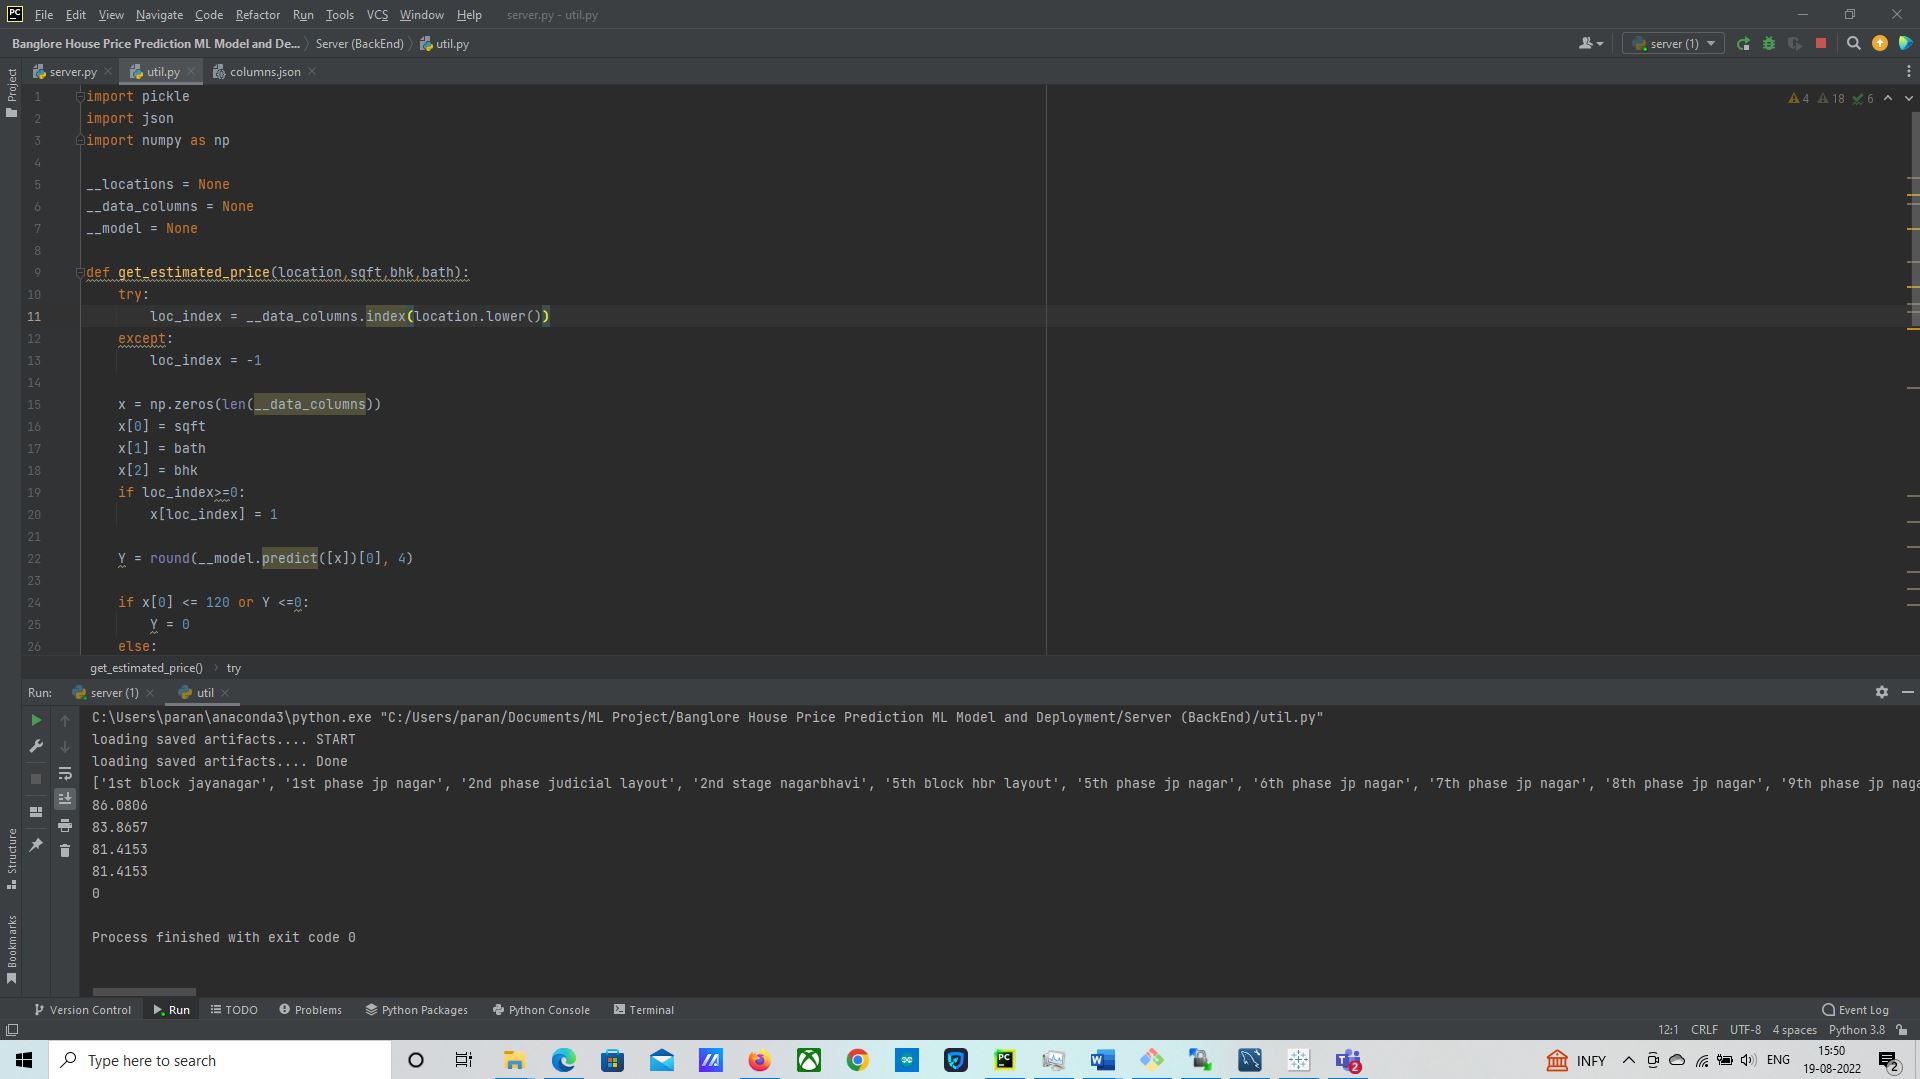 PC File Edit View Navigate Code Refactor Run Tools VCS Window Help server.py - util.py
Banglore House Price Prediction ML Model and De... Server (BackEnd) util.py server (1)
Project
server.py util.py columns.json
4 18 6
1 import pickle
2 import json
3 import numpy as np
4
5 __locations = None
6 __data_columns = None
7 __model = None
8
9 def get_estimated_price(location,sqft,bhk,bath):
10 try:
11 loc_index = __data_columns.index(location.lower())
12 except:
13 loc_index = -1
14
15 x = np.zeros(len(__data_columns))
16 x[0] = sqft
17 x[1] = bath
18 x[2] = bhk
19 if loc_index>=0:
20 x[loc_index] = 1
21
22 Y = round(__model.predict([x])[0], 4)
23
24 if x[0] <= 120 or Y <=0:
25 Y = 0
26 else:
get_estimated_price() try
Run: server (1) util
C:\Users\paran\anaconda3\python.exe "C:/Users/paran/Documents/ML Project/Banglore House Price Prediction ML Model and Deployment/Server (BackEnd)/util.py"
loading saved artifacts.... START
loading saved artifacts.... Done
['1st block jayanagar', '1st phase jp nagar', '2nd phase judicial layout', '2nd stage nagarbhavi', '5th block hbr layout', '5th phase jp nagar', '6th phase jp nagar', '7th phase jp nagar', '8th phase jp nagar', '9th phase jp naga
86.0806
83.8657
81.4153
81.4153
0
Process finished with exit code 0
Structure
Bookmarks
Version Control Run TODO Problems Python Packages Python Console Terminal Event Log
12:1 CRLF UTF-8 4 spaces Python 3.8
Type here to search
PC
INFY
ENG
15:50
19-08-2022
2
2